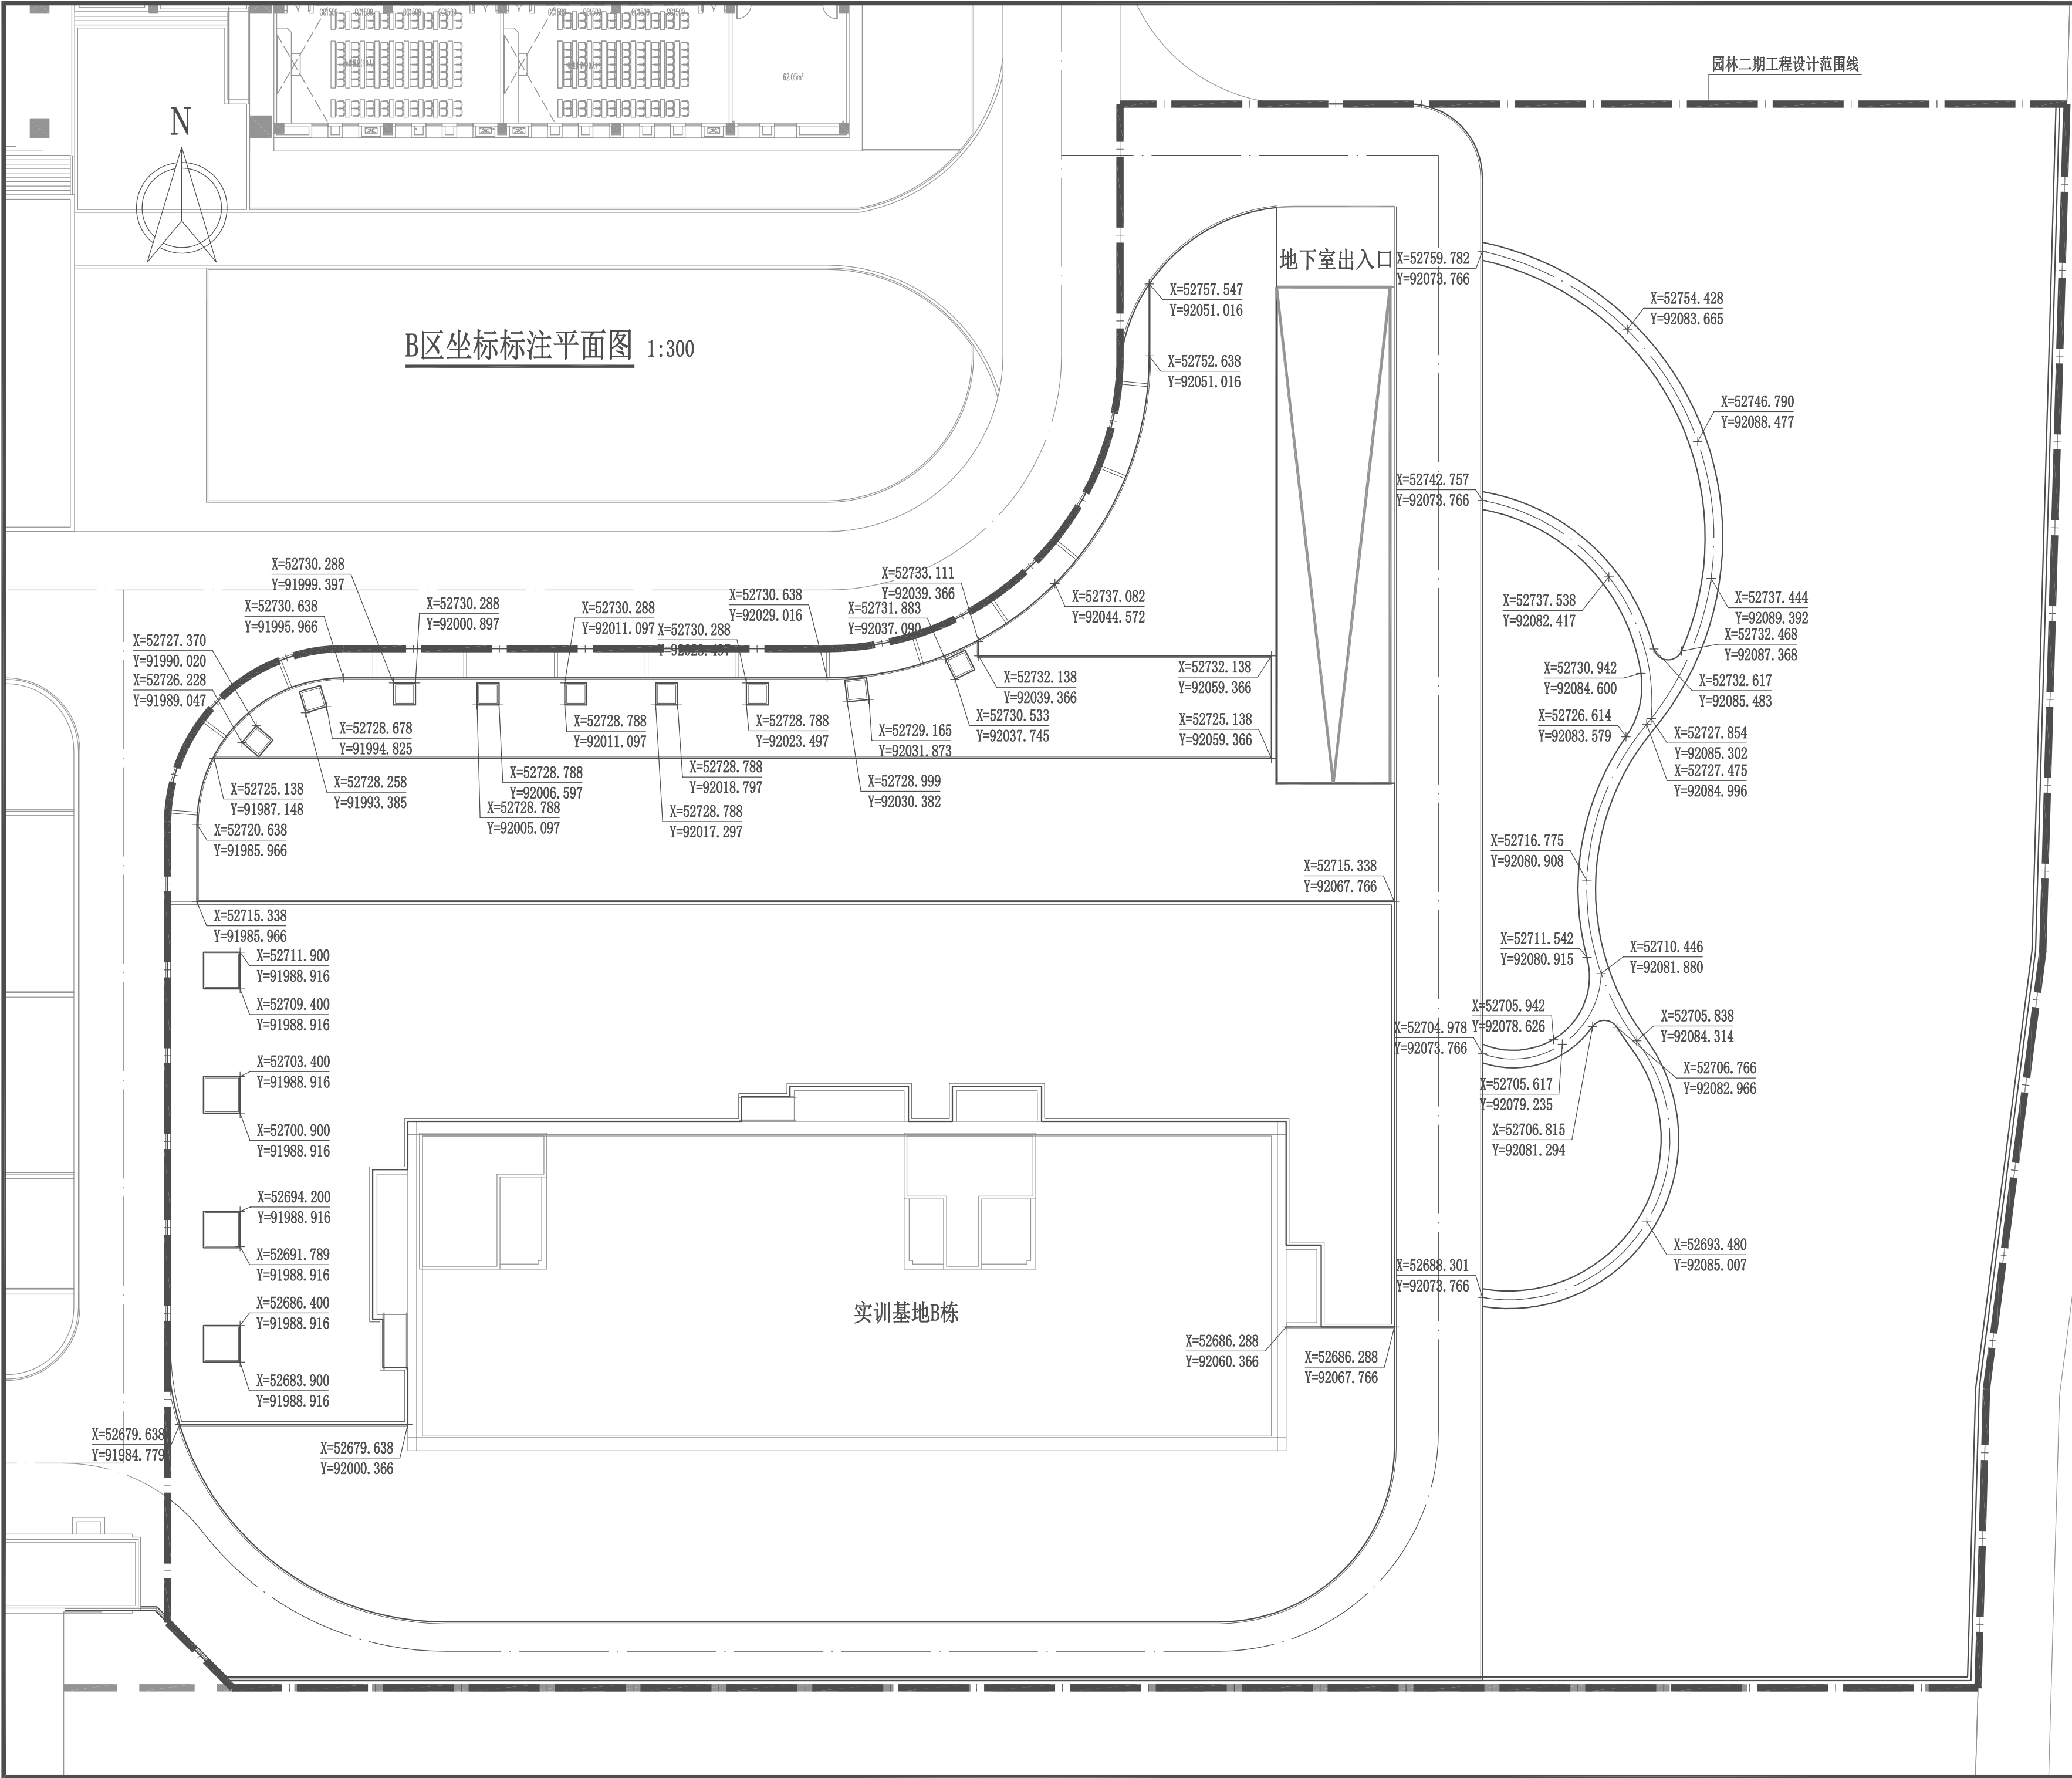 园林二期工程设计范围线
62.05m²
N
地下室出入口
X=52759.782
Y=92073.766
X=52757.547
Y=92051.016
X=52754.428
Y=92083.665
B区坐标标注平面图 1:300
X=52752.638
Y=92051.016
X=52746.790
Y=92088.477
X=52742.757
Y=92073.766
X=52730.288
Y=91999.397
X=52733.111
Y=92039.366
X=52730.638
Y=91995.966
X=52730.288
Y=92000.897
X=52730.288
Y=92011.097
X=52730.638
Y=92029.016
X=52731.883
Y=92037.090
X=52737.082
Y=92044.572
X=52737.538
Y=92082.417
X=52737.444
Y=92089.392
X=52727.370
Y=91990.020
X=52730.288
Y=92023.497
X=52732.468
Y=92087.368
X=52726.228
Y=91989.047
X=52732.138
Y=92039.366
X=52732.138
Y=92059.366
X=52730.942
Y=92084.600
X=52732.617
Y=92085.483
X=52728.678
Y=91994.825
X=52728.788
Y=92011.097
X=52728.788
Y=92023.497
X=52729.165
Y=92031.873
X=52730.533
Y=92037.745
X=52725.138
Y=92059.366
X=52726.614
Y=92083.579
X=52727.854
Y=92085.302
X=52725.138
Y=91987.148
X=52728.258
Y=91993.385
X=52728.788
Y=92006.597
X=52728.788
Y=92018.797
X=52728.999
Y=92030.382
X=52727.475
Y=92084.996
X=52720.638
Y=91985.966
X=52728.788
Y=92005.097
X=52728.788
Y=92017.297
X=52716.775
Y=92080.908
X=52715.338
Y=92067.766
X=52715.338
Y=91985.966
X=52711.900
Y=91988.916
X=52711.542
Y=92080.915
X=52710.446
Y=92081.880
X=52709.400
Y=91988.916
X=52705.942
Y=92078.626
X=52704.978
Y=92073.766
X=52705.838
Y=92084.314
X=52703.400
Y=91988.916
X=52706.766
Y=92082.966
X=52705.617
Y=92079.235
X=52700.900
Y=91988.916
X=52706.815
Y=92081.294
X=52694.200
Y=91988.916
X=52691.789
Y=91988.916
X=52693.480
Y=92085.007
X=52688.301
Y=92073.766
X=52686.400
Y=91988.916
实训基地B栋
X=52686.288
Y=92060.366
X=52686.288
Y=92067.766
X=52683.900
Y=91988.916
X=52679.638
Y=91984.779
X=52679.638
Y=92000.366